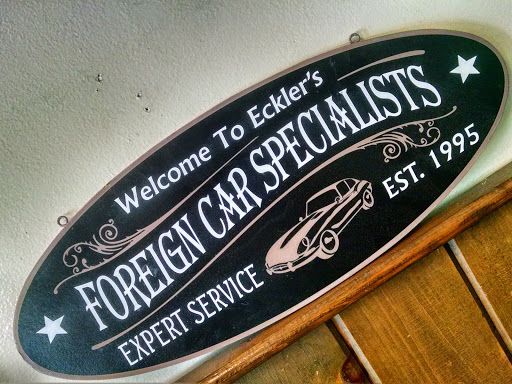 Welcome To Eckler's
FOREIGN CAR SPECIALISTS
EXPERT SERVICE
EST. 1995